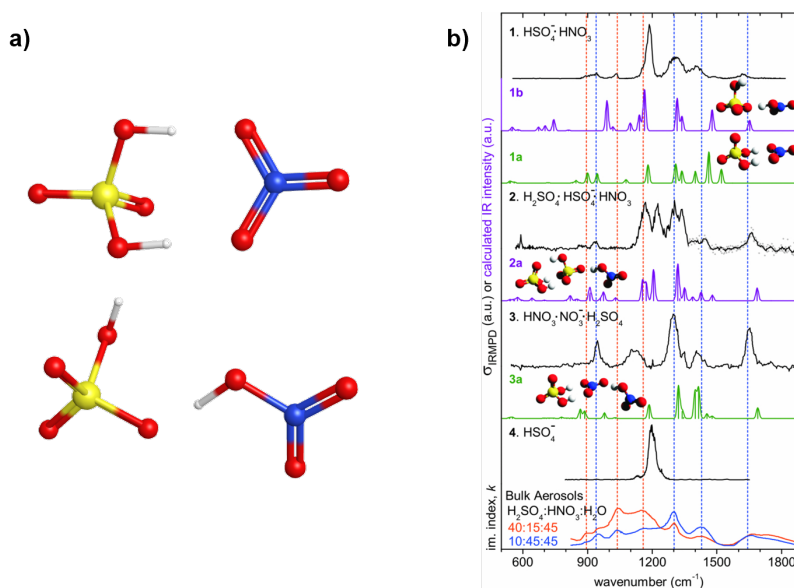 a)
b)
1. HSO₄⁻·HNO₃
1b
1a
2. H₂SO₄·HSO₄⁻·HNO₃
2a
3. HNO₃·NO₃⁻·H₂SO₄
3a
4. HSO₄⁻
Bulk Aerosols
H₂SO₄:HNO₃:H₂O
40:15:45
10:45:45
im. index, k
σIRMPD (a.u.) or calculated IR intensity (a.u.)
600 900 1200 1500 1800
wavenumber (cm⁻¹)